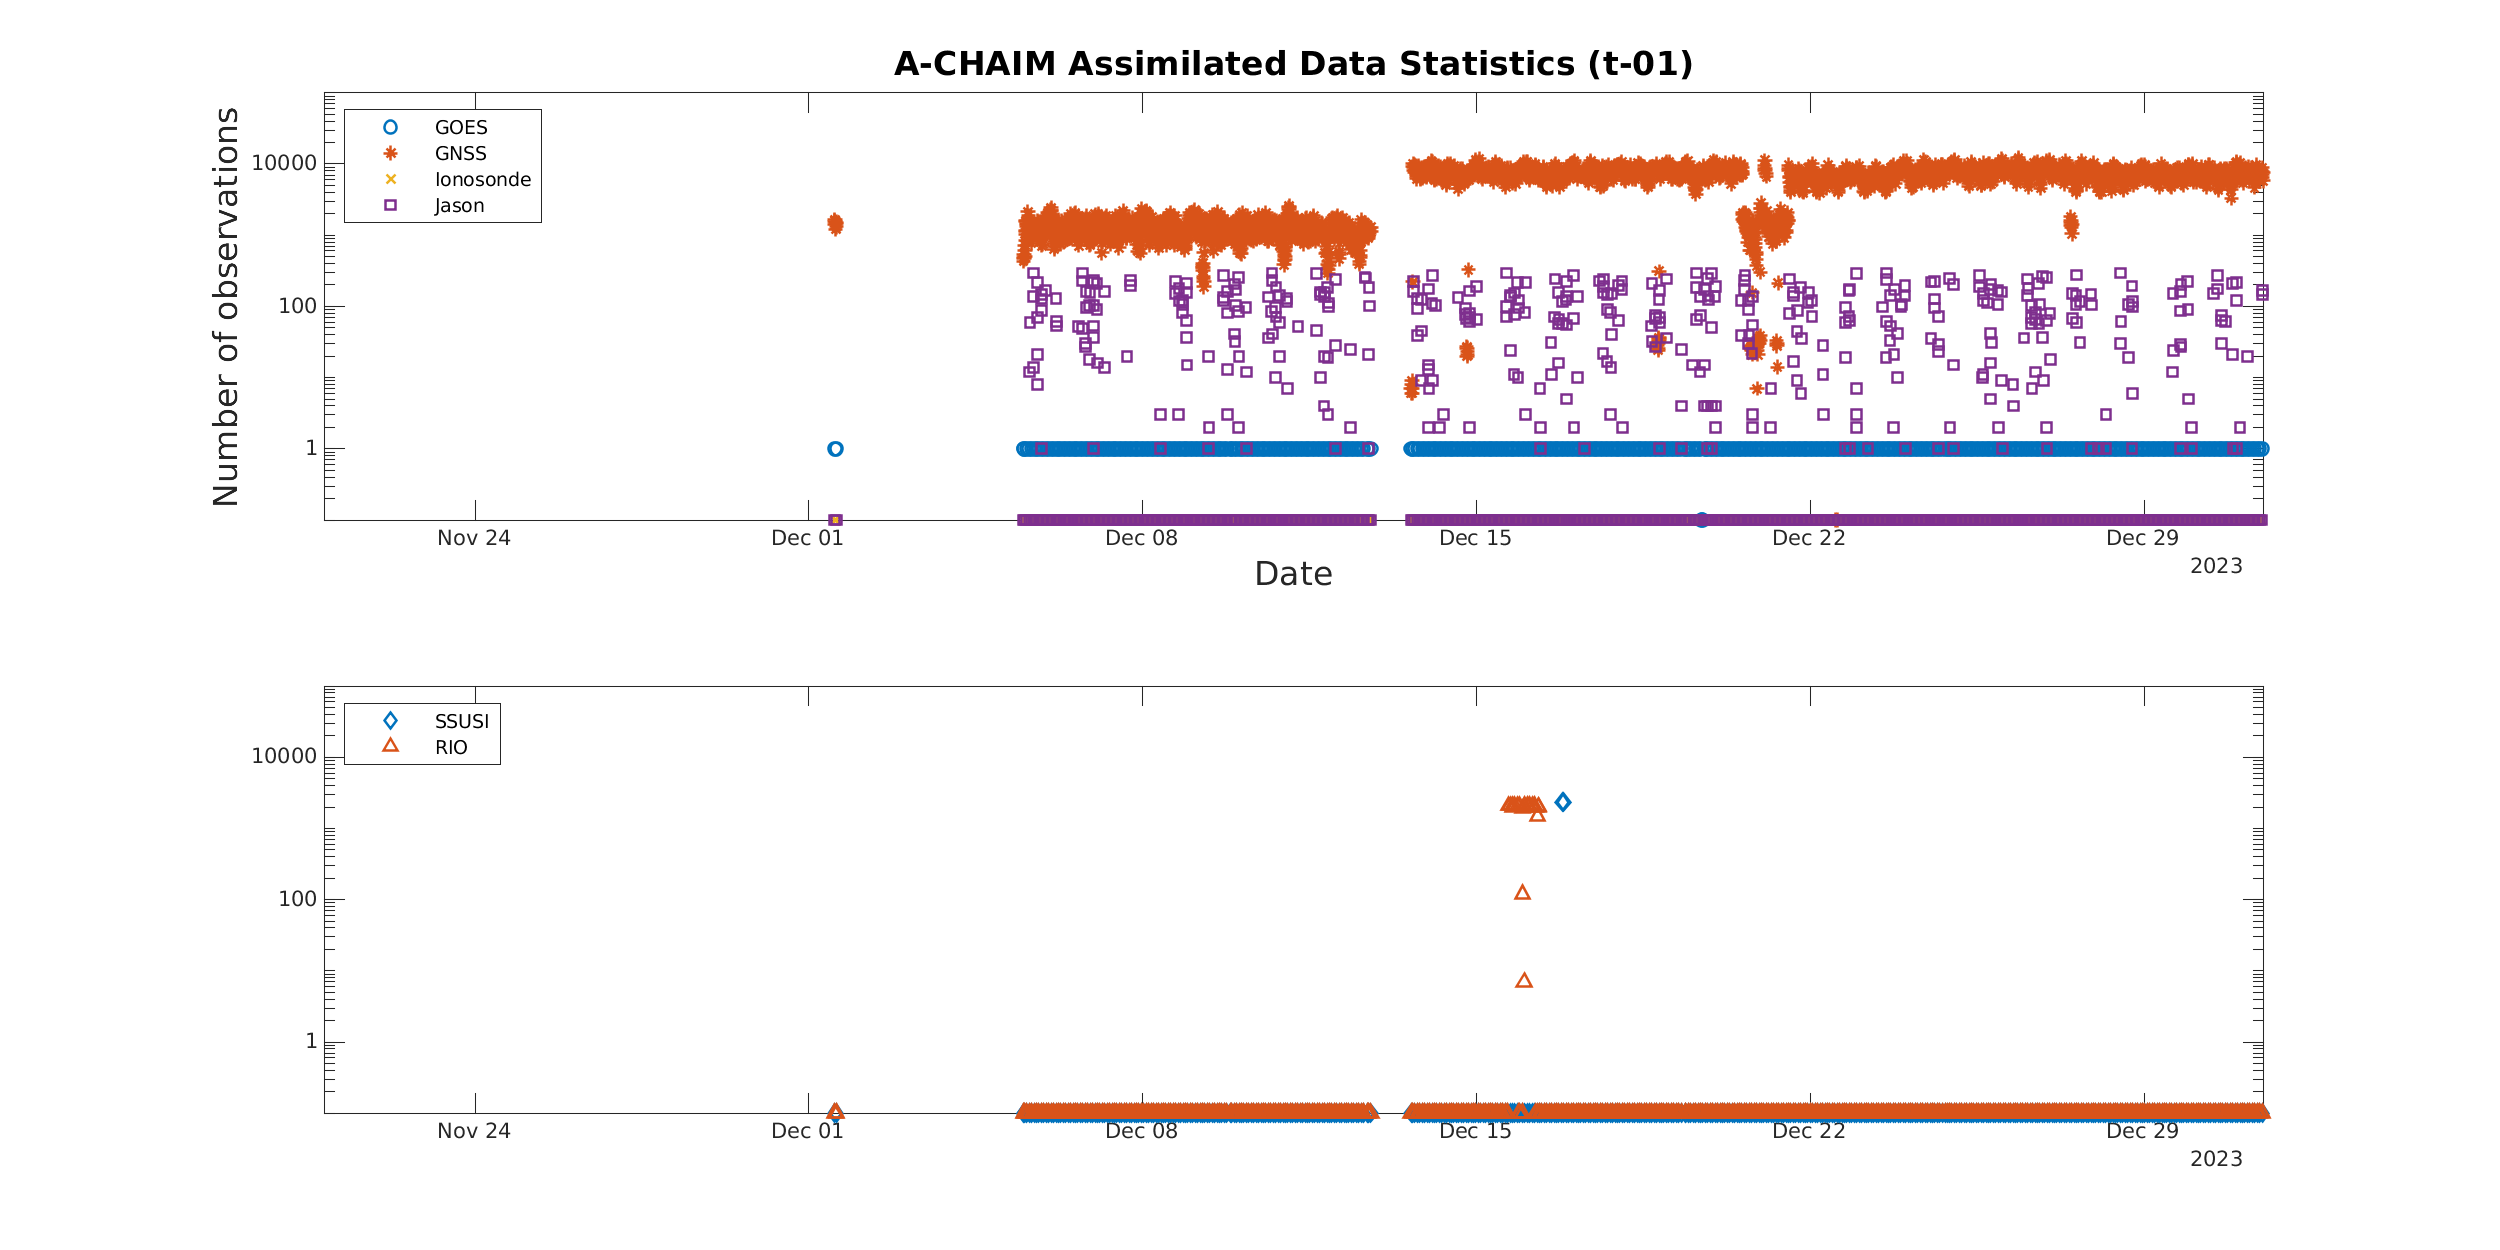 A-CHAIM Assimilated Data Statistics (t-01)
Number of observations
GOES
GNSS
Ionosonde
Jason
10000
100
1
Nov 24
Dec 01
Dec 08
Dec 15
Dec 22
Dec 29
2023
Date
SSUSI
RIO
10000
100
1
Nov 24
Dec 01
Dec 08
Dec 15
Dec 22
Dec 29
2023